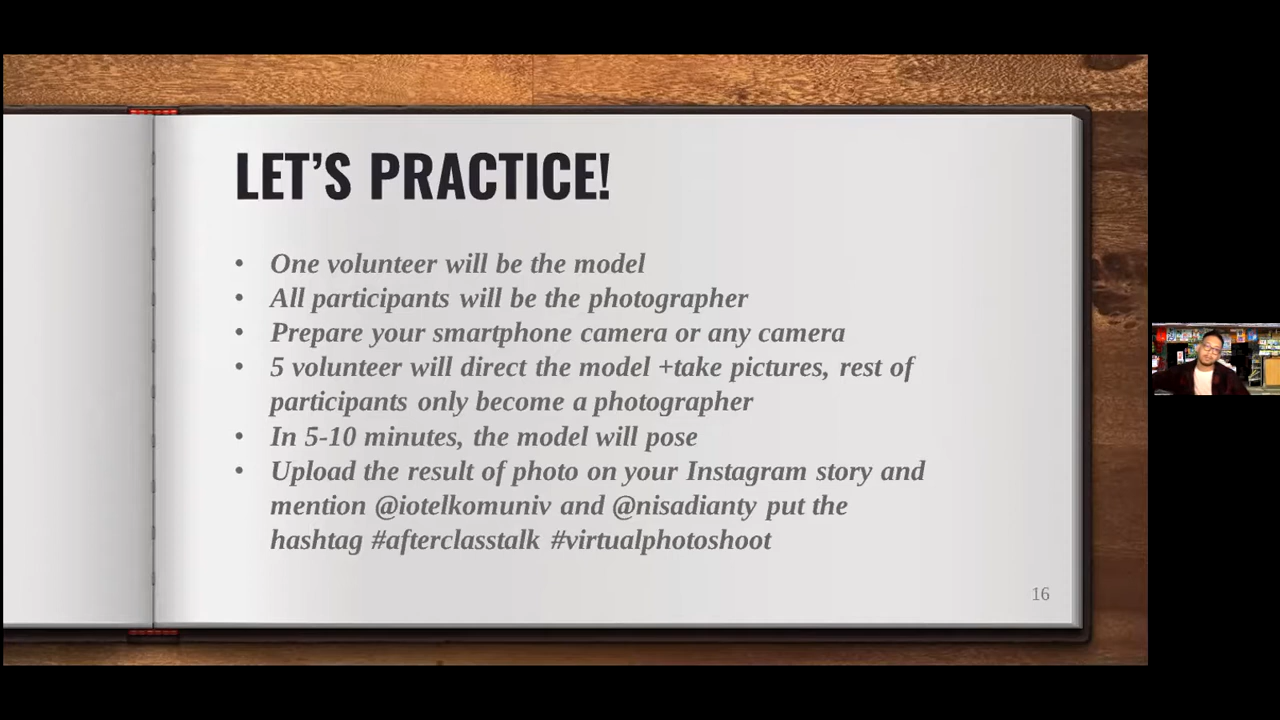 LET'S PRACTICE!
• One volunteer will be the model
• All participants will be the photographer
• Prepare your smartphone camera or any camera
• 5 volunteer will direct the model +take pictures, rest of
participants only become a photographer
• In 5-10 minutes, the model will pose
• Upload the result of photo on your Instagram story and
mention @iotelkomuniv and @nisadianty put the
hashtag #afterclasstalk #virtualphotoshoot
16